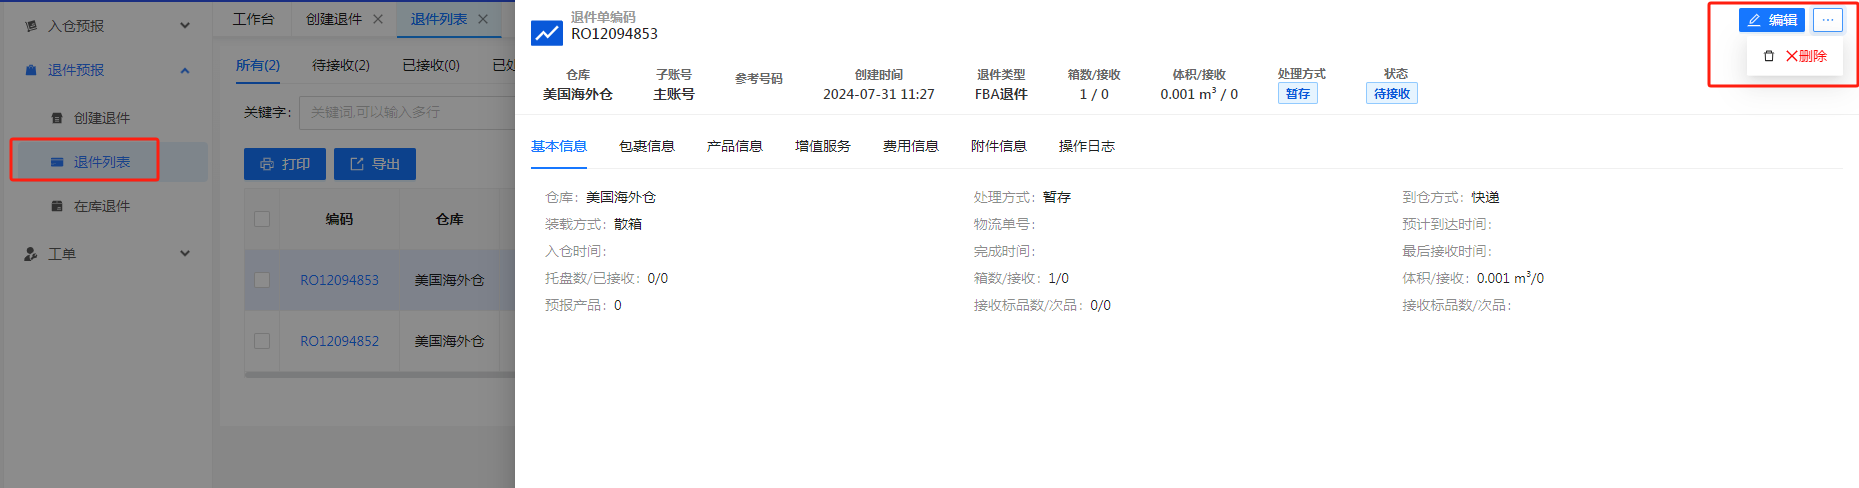 入仓预报
退件预报
创建退件
退件列表
在库退件
工单
工作台
创建退件
退件列表
所有(2)
待接收(2)
已接收(0)
关键字：
关键词,可以输入多行
打印
导出
编码
仓库
RO12094853
美国海外仓
RO12094852
美国海外仓
退件单编码
RO12094853
编辑
...
删除
仓库
子账号
参考号码
创建时间
退件类型
箱数/接收
体积/接收
处理方式
状态
美国海外仓
主账号
2024-07-31 11:27
FBA退件
1 / 0
0.001 m³ / 0
暂存
待接收
基本信息
包裹信息
产品信息
增值服务
费用信息
附件信息
操作日志
仓库：美国海外仓
处理方式：暂存
到仓方式：快递
装载方式：散箱
物流单号：
预计到达时间：
入仓时间：
完成时间：
最后接收时间：
托盘数/已接收：0/0
箱数/接收：1/0
体积/接收：0.001 m³/0
预报产品：0
接收标品数/次品：0/0
接收标品数/次品：